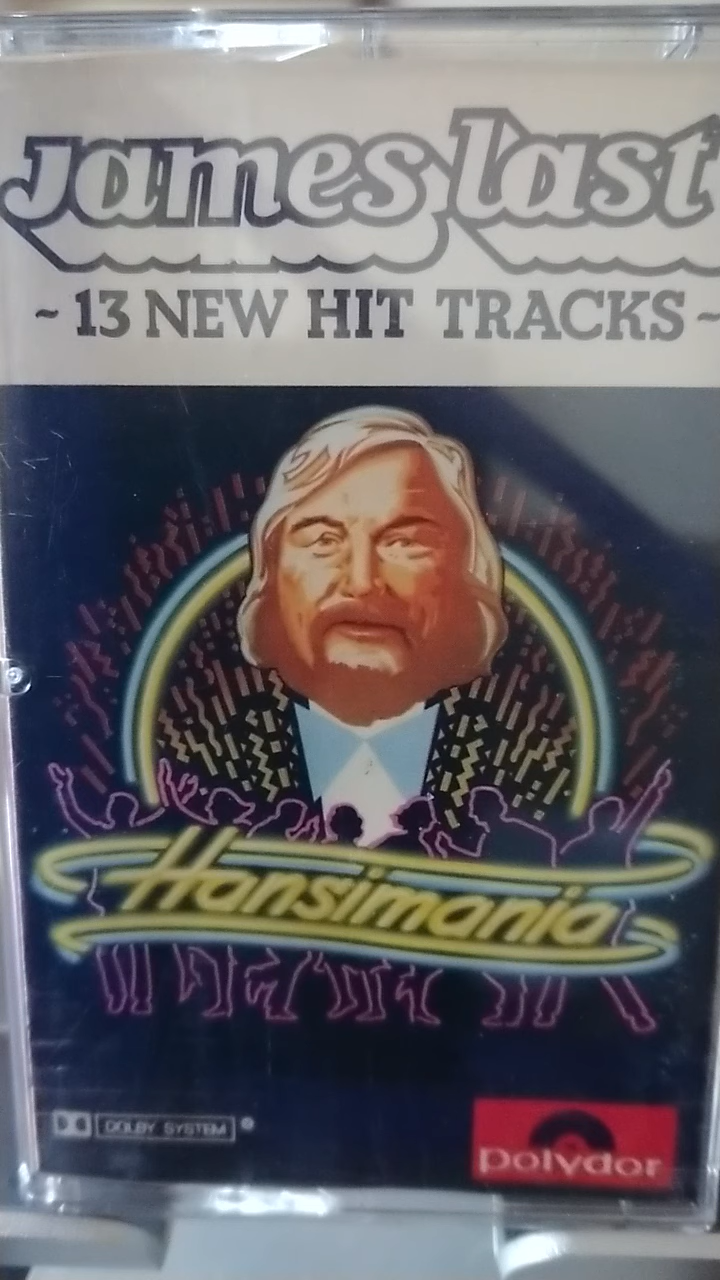 James Last
~ 13 NEW HIT TRACKS ~
Hansimania
DOLBY SYSTEM ®
polydor